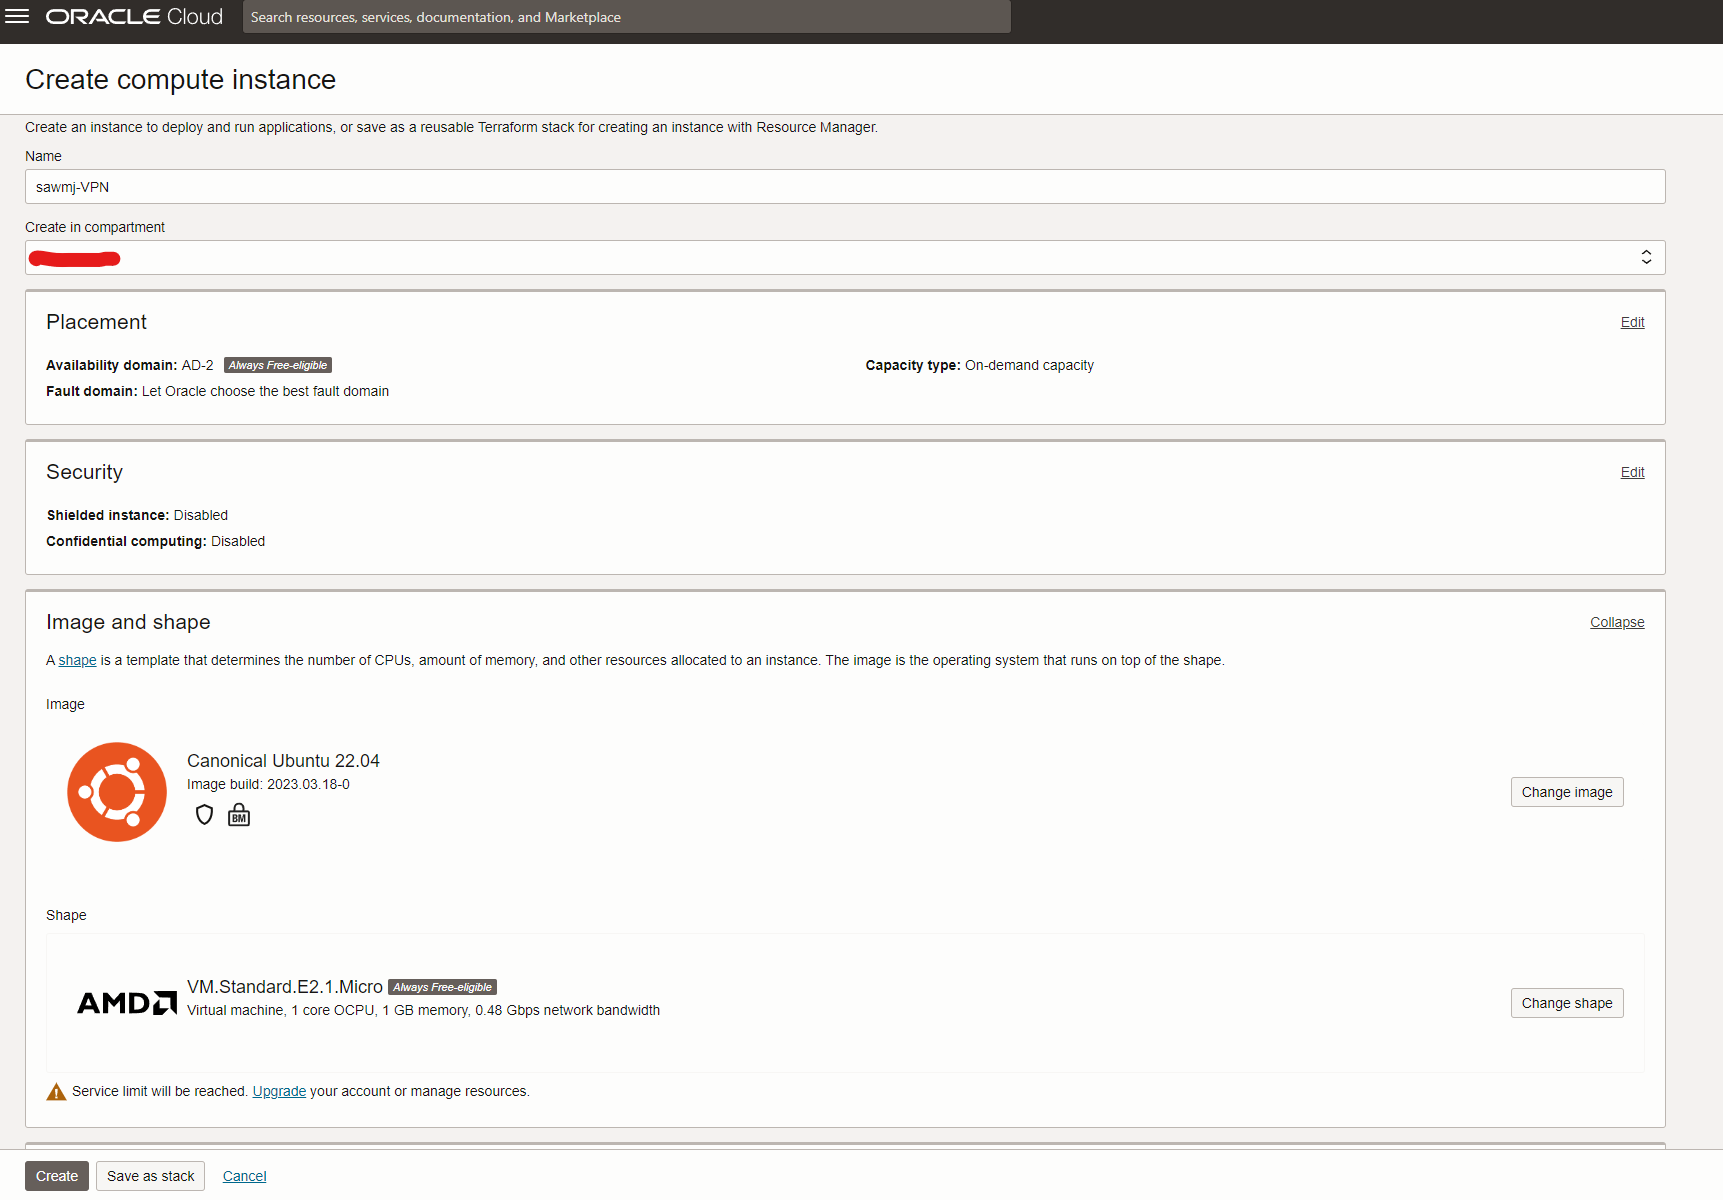 ORACLE Cloud
Search resources, services, documentation, and Marketplace
Create compute instance
Create an instance to deploy and run applications, or save as a reusable Terraform stack for creating an instance with Resource Manager.
Name
sawmj-VPN
Create in compartment
Placement
Edit
Availability domain: AD-2 Always Free-eligible
Capacity type: On-demand capacity
Fault domain: Let Oracle choose the best fault domain
Security
Edit
Shielded instance: Disabled
Confidential computing: Disabled
Image and shape
Collapse
A shape is a template that determines the number of CPUs, amount of memory, and other resources allocated to an instance. The image is the operating system that runs on top of the shape.
Image
Canonical Ubuntu 22.04
Image build: 2023.03.18-0
BM
Change image
Shape
AMD
VM.Standard.E2.1.Micro Always Free-eligible
Virtual machine, 1 core OCPU, 1 GB memory, 0.48 Gbps network bandwidth
Change shape
Service limit will be reached. Upgrade your account or manage resources.
Create
Save as stack
Cancel